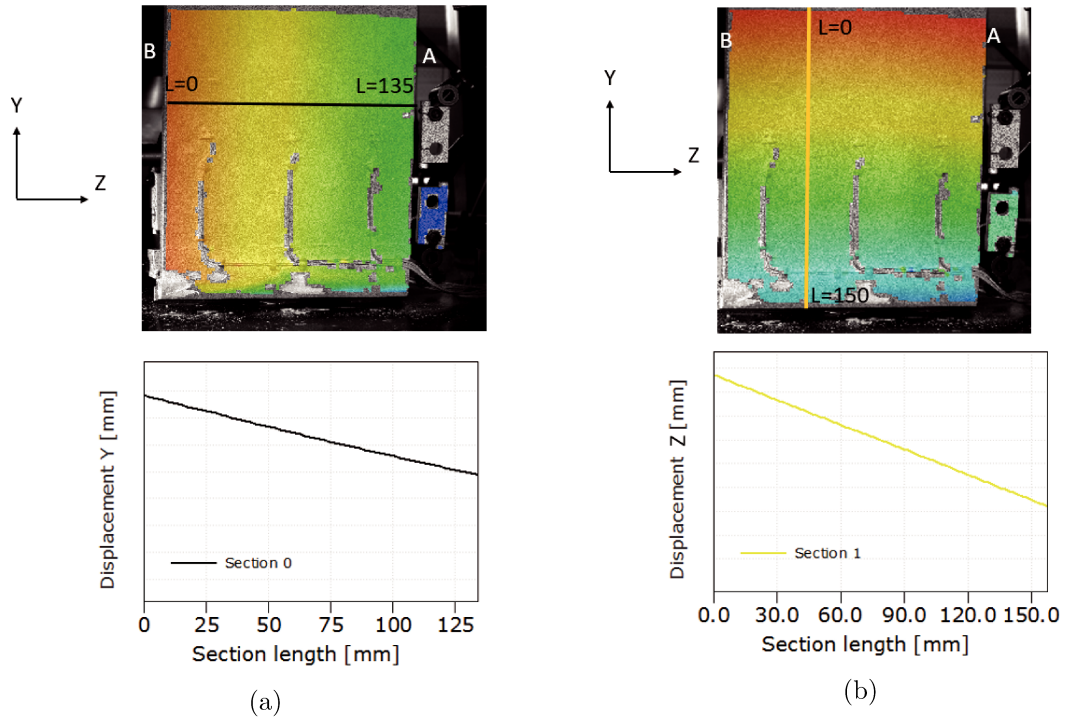 B
A
L=0
L=135
Y
Z
B
A
L=0
Y
Z
L=150
Displacement Y [mm]
Section 0
0 25 50 75 100 125
Section length [mm]
(a)
Displacement Z [mm]
Section 1
0.0 30.0 60.0 90.0 120.0 150.0
Section length [mm]
(b)